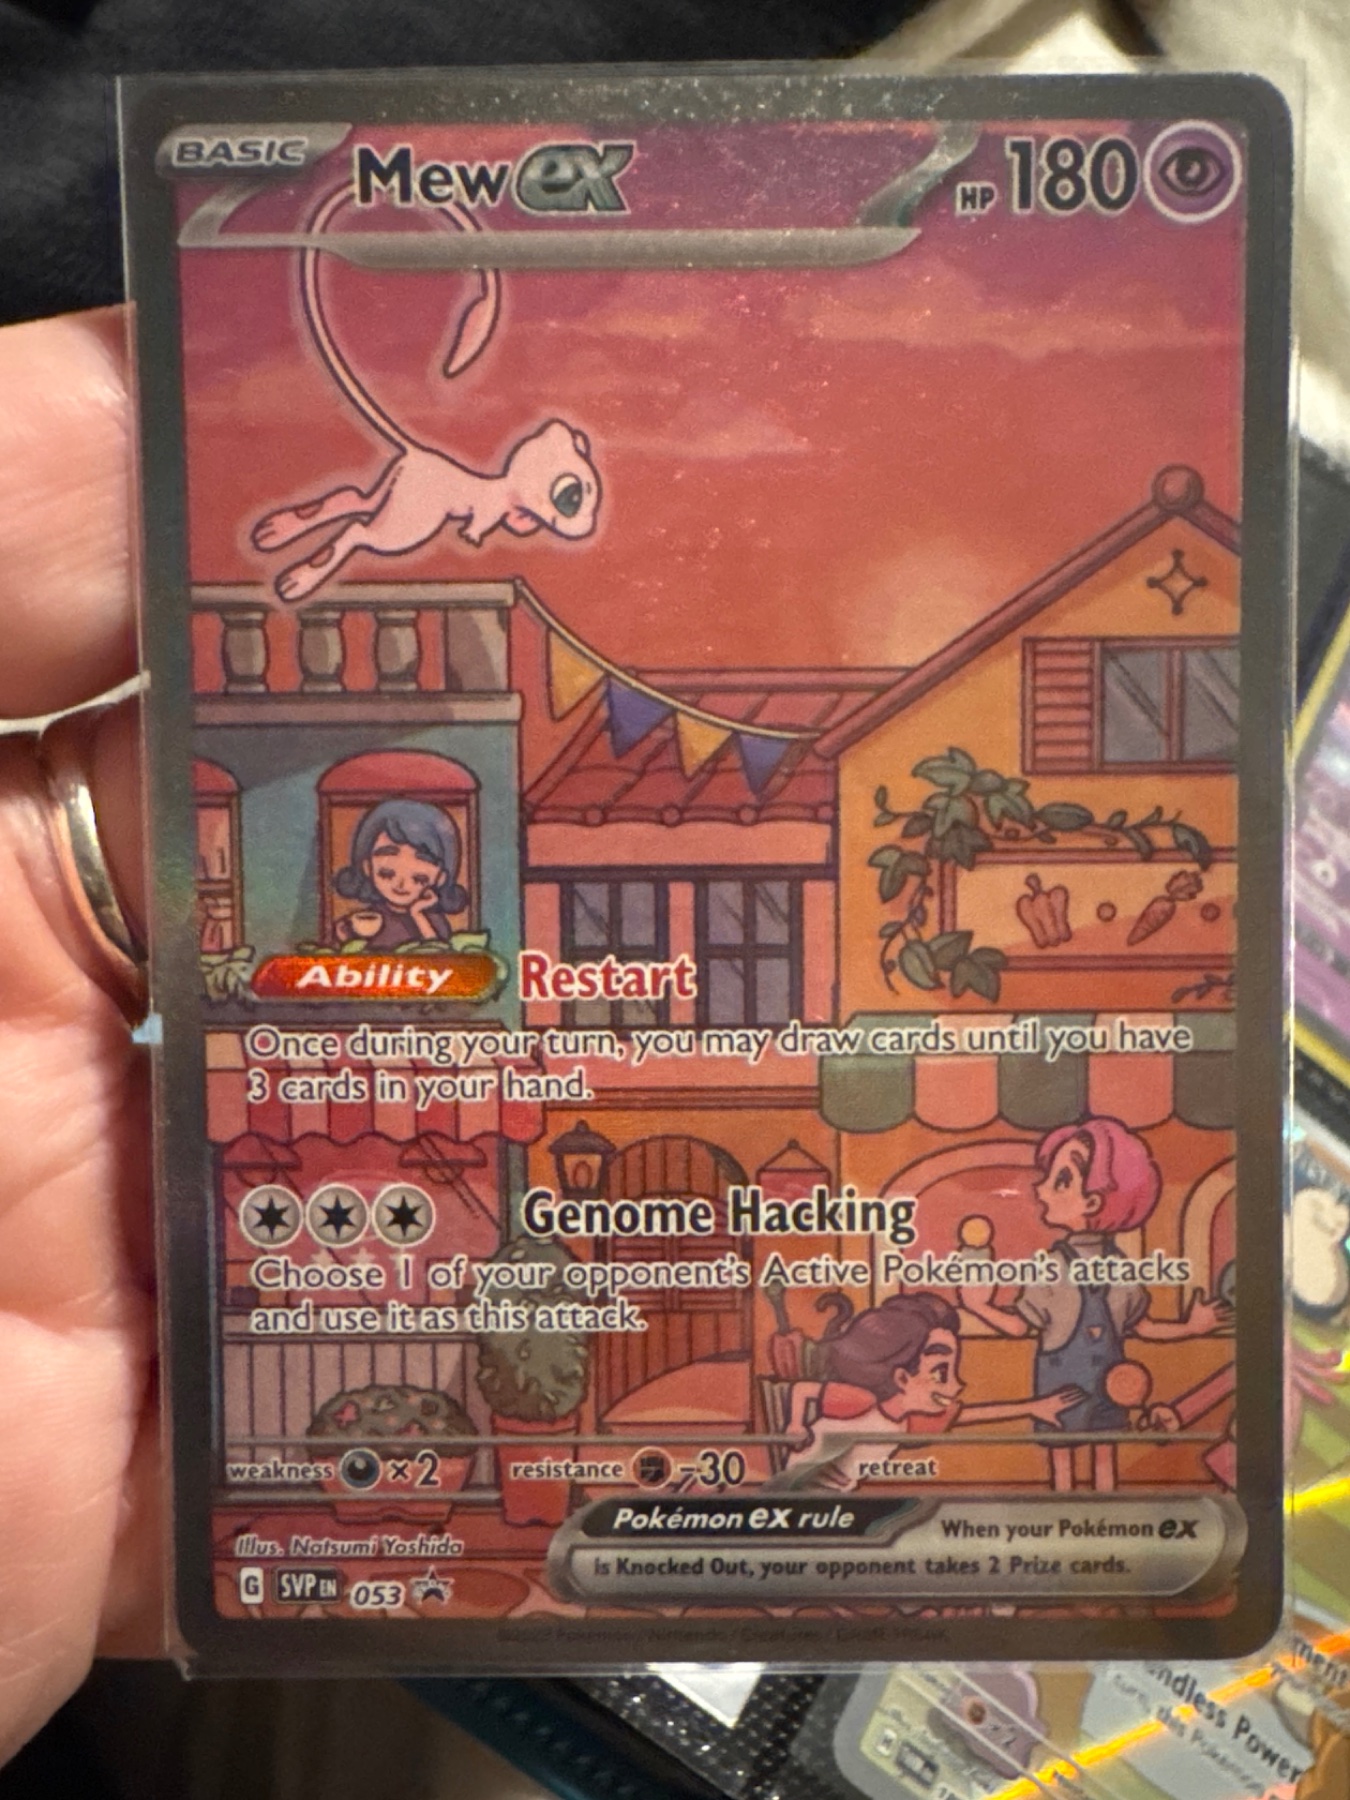 BASIC
Mew ex
HP 180
Ability Restart
Once during your turn, you may draw cards until you have
3 cards in your hand.
Genome Hacking
Choose 1 of your opponent's Active Pokémon's attacks
and use it as this attack.
weakness ×2 resistance -30 retreat
Pokémon ex rule When your Pokémon ex
is Knocked Out, your opponent takes 2 Prize cards.
Illus. Natsumi Yoshida
G SVP EN 053
ndless Power